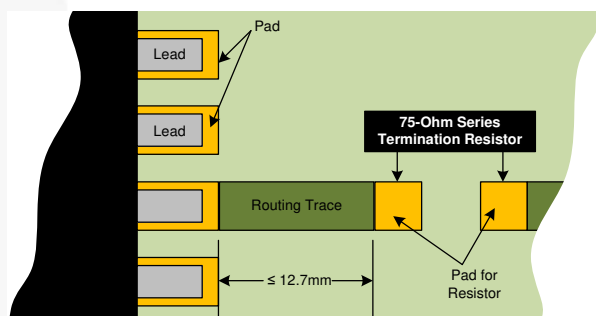 Pad
Lead
Lead
75-Ohm Series
Termination Resistor
Routing Trace
≤ 12.7mm
Pad for
Resistor